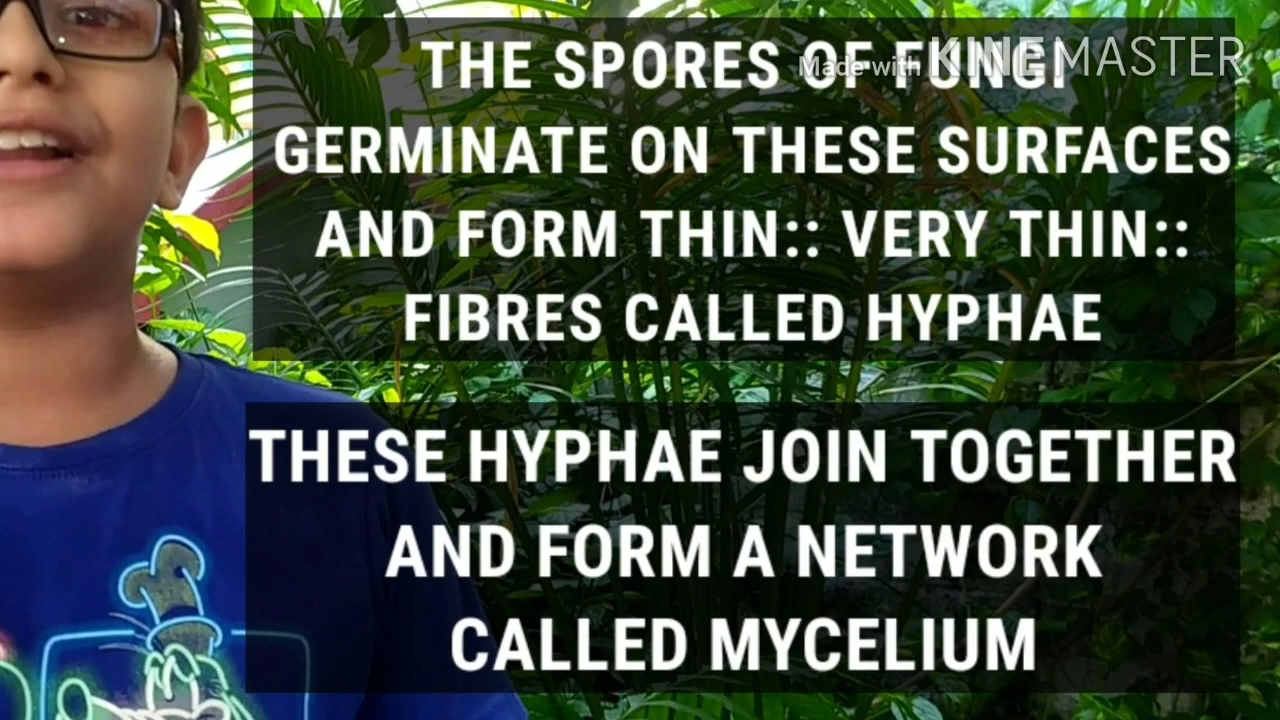 THE SPORES OF FUNGI
Made with KINEMASTER
GERMINATE ON THESE SURFACES
AND FORM THIN:: VERY THIN::
FIBRES CALLED HYPHAE
THESE HYPHAE JOIN TOGETHER
AND FORM A NETWORK
CALLED MYCELIUM